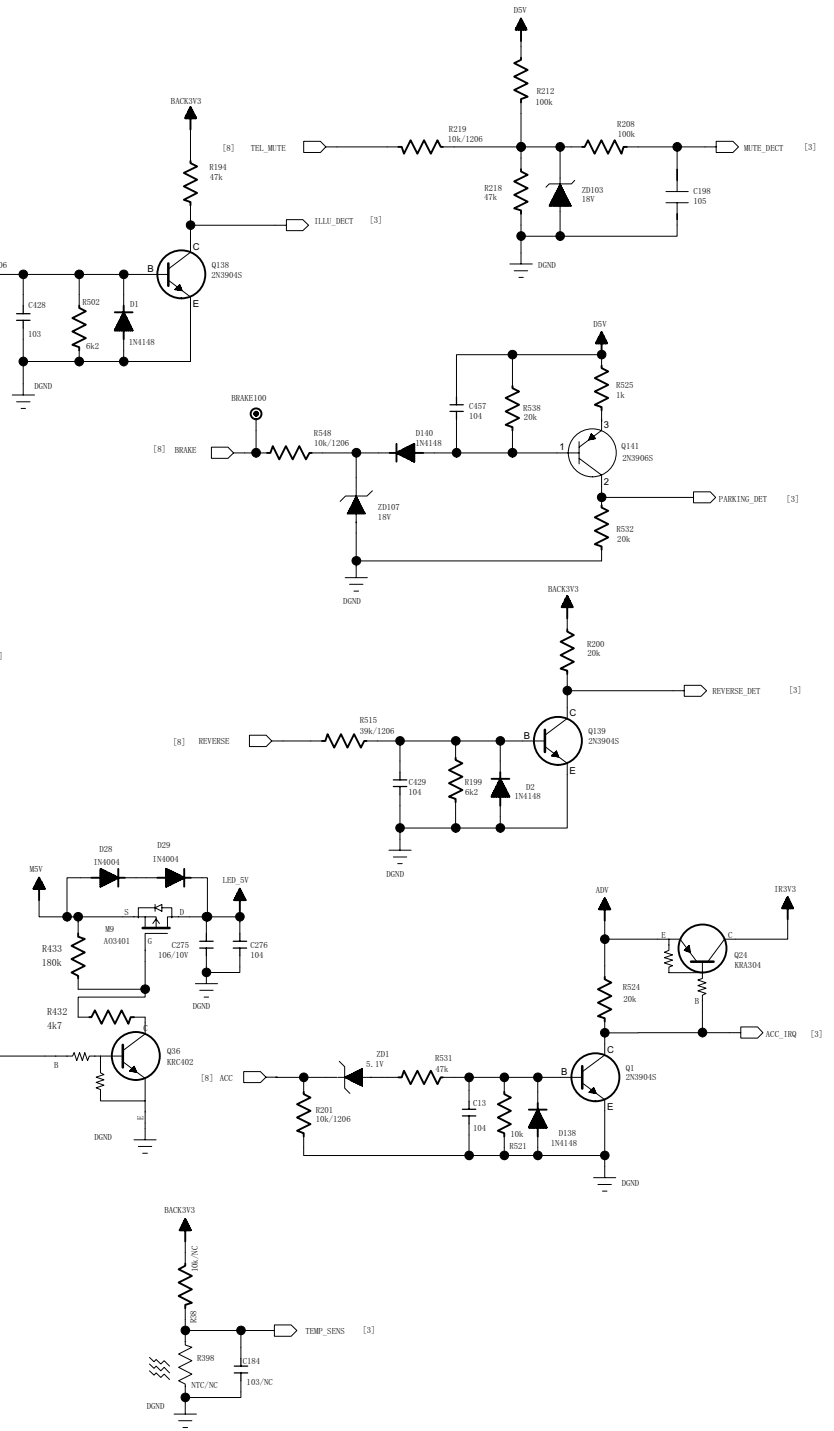 D5V
R212
100k
BACK3V3
[8] TEL_MUTE
R219
10k/1206
R208
100k
MUTE_DECT [3]
R194
47k
R218
47k
ZD103
18V
C198
105
ILLU_DECT [3]
DGND
C
B
E
Q138
2N3904S
06
C428
103
R502
6k2
D1
1N4148
DGND
D5V
BRAKE100
C457
104
R538
20k
R525
1k
[8] BRAKE
R548
10k/1206
D140
1N4148
1
3
2
Q141
2N3906S
PARKING_DET [3]
ZD107
18V
R532
20k
DGND
BACK3V3
R200
20k
]
REVERSE_DET [3]
[8] REVERSE
R515
39k/1206
C
B
E
Q139
2N3904S
C429
104
R199
6k2
D2
1N4148
DGND
D28
IN4004
D29
IN4004
M5V
LED_5V
S
D
G
M9
AO3401
R433
180k
C275
106/10V
C276
104
DGND
R432
4k7
C
B
E
Q36
KRC402
DGND
ADV
IR3V3
E
C
B
Q24
KRA304
R524
20k
ACC_IRQ [3]
[8] ACC
ZD1
5.1V
R531
47k
C
B
E
Q1
2N3904S
R201
10k/1206
C13
104
10k
R521
D138
1N4148
DGND
BACK3V3
10k/NC
R38
TEMP_SENS [3]
R398
NTC/NC
C184
103/NC
DGND